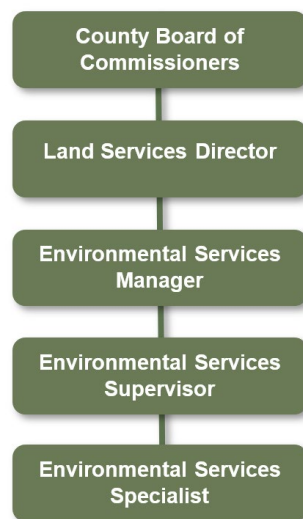 County Board of
Commissioners
Land Services Director
Environmental Services
Manager
Environmental Services
Supervisor
Environmental Services
Specialist